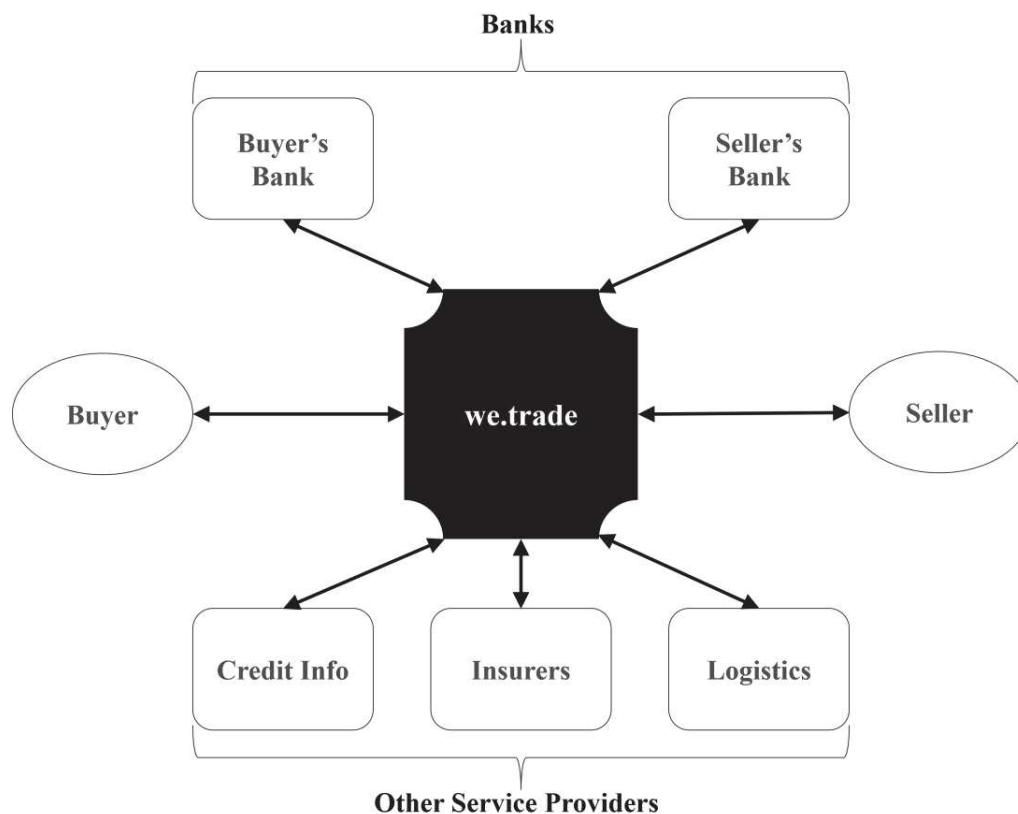 Banks
Buyer’s
Bank
Seller’s
Bank
Buyer
we.trade
Seller
Credit Info
Insurers
Logistics
Other Service Providers